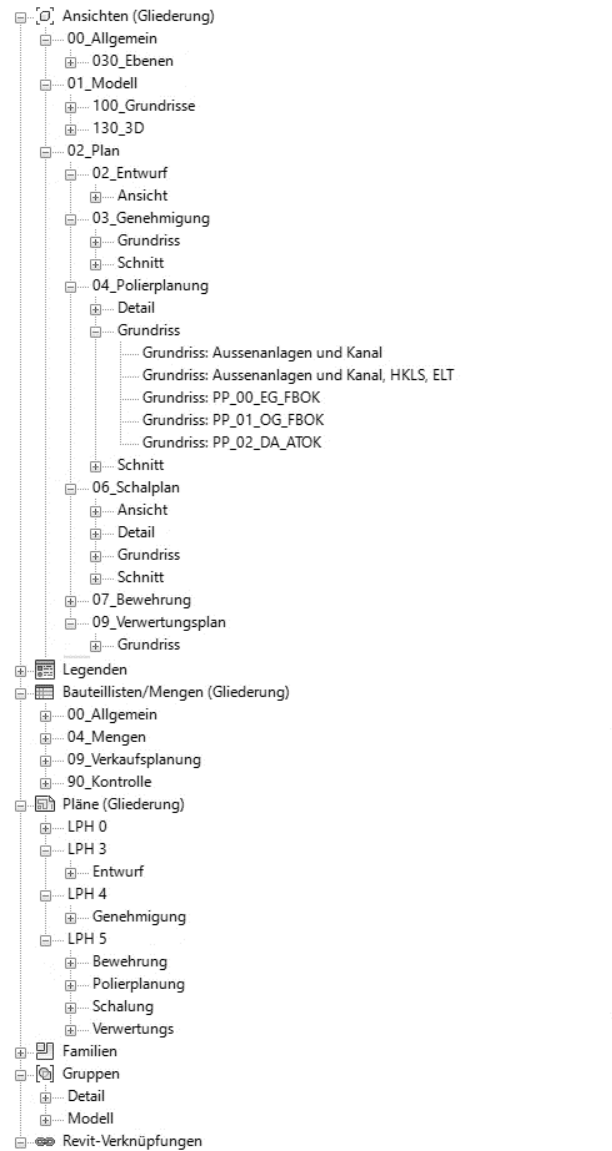 Ansichten (Gliederung)
00_Allgemein
030_Ebenen
01_Modell
100_Grundrisse
130_3D
02_Plan
02_Entwurf
Ansicht
03_Genehmigung
Grundriss
Schnitt
04_Polierplanung
Detail
Grundriss
Grundriss: Aussenanlagen und Kanal
Grundriss: Aussenanlagen und Kanal, HKLS, ELT
Grundriss: PP_00_EG_FBOK
Grundriss: PP_01_OG_FBOK
Grundriss: PP_02_DA_ATOK
Schnitt
06_Schalplan
Ansicht
Detail
Grundriss
Schnitt
07_Bewehrung
09_Verwertungsplan
Grundriss
Legenden
Bauteillisten/Mengen (Gliederung)
00_Allgemein
04_Mengen
09_Verkaufsplanung
90_Kontrolle
Pläne (Gliederung)
LPH 0
LPH 3
Entwurf
LPH 4
Genehmigung
LPH 5
Bewehrung
Polierplanung
Schalung
Verwertungs
Familien
Gruppen
Detail
Modell
Revit-Verknüpfungen